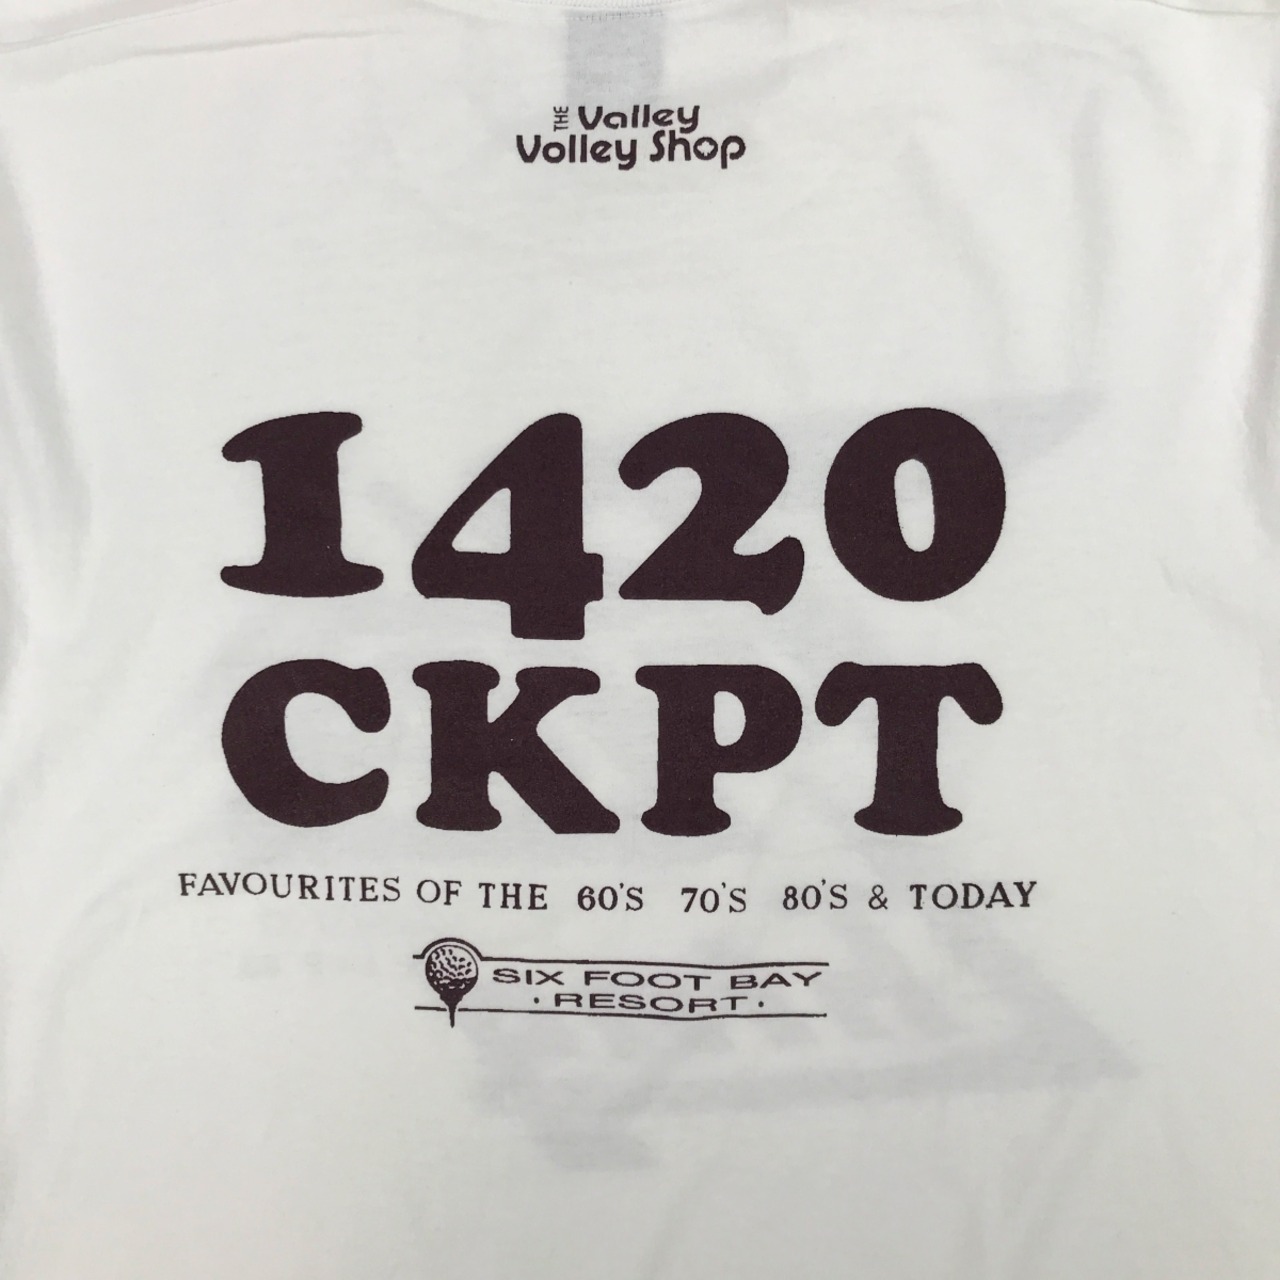 THE Valley
Volley Shop
1420
CKPT
FAVOURITES OF THE 60'S 70'S 80'S & TODAY
SIX FOOT BAY
· RESORT ·